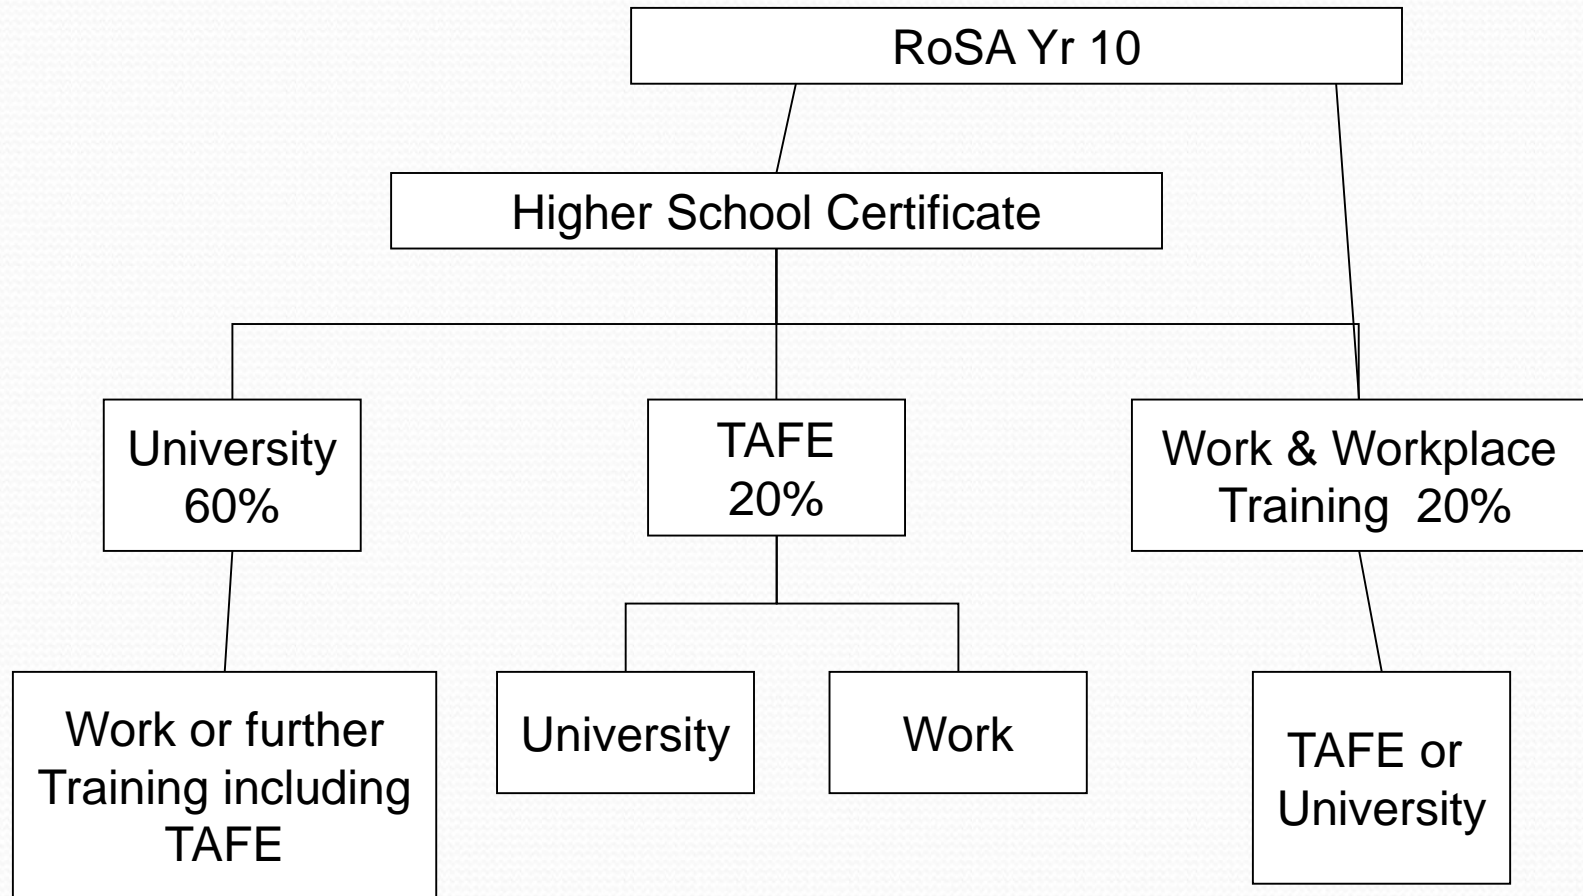 RoSA Yr 10
Higher School Certificate
University
60%
TAFE
20%
Work & Workplace
Training 20%
Work or further
Training including
TAFE
University
Work
TAFE or
University